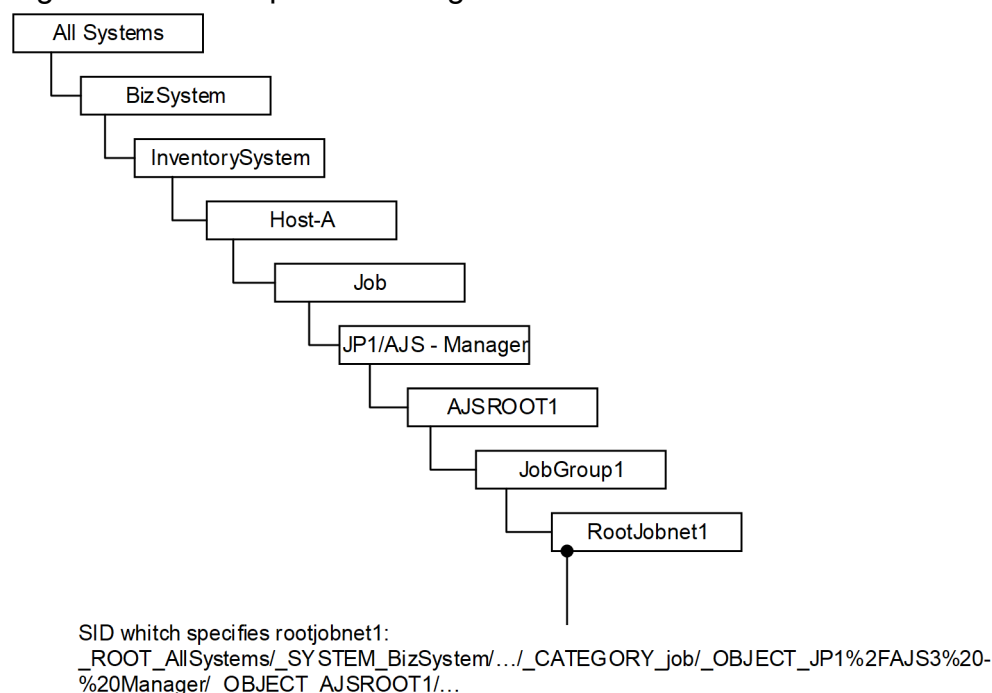 All Systems
BizSystem
InventorySystem
Host-A
Job
JP1/AJS - Manager
AJSROOT1
JobGroup1
RootJobnet1
SID whitch specifies rootjobnet1:
_ROOT_AllSystems/_SYSTEM_BizSystem/…/_CATEGORY_job/_OBJECT_JP1%2FAJS3%20-
%20Manager/_OBJECT_AJSROOT1/…